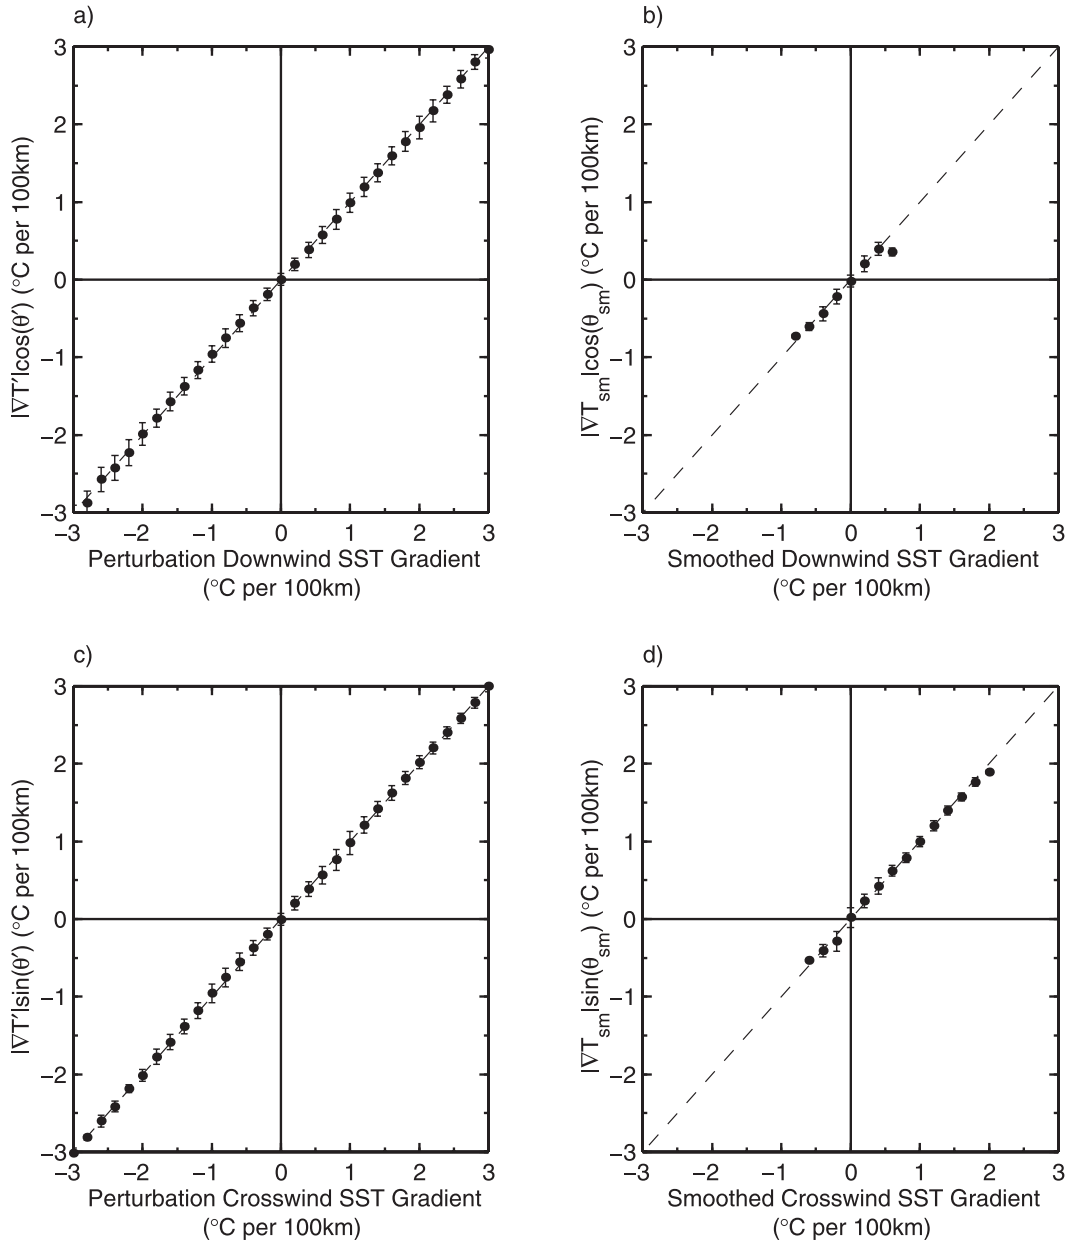 a)
3
2
1
0
−1
−2
−3
−3 −2 −1 0 1 2 3
|∇T′|cos(θ′) (°C per 100km)
Perturbation Downwind SST Gradient
(°C per 100km)
b)
3
2
1
0
−1
−2
−3
−3 −2 −1 0 1 2 3
|∇Tsm|cos(θsm) (°C per 100km)
Smoothed Downwind SST Gradient
(°C per 100km)
c)
3
2
1
0
−1
−2
−3
−3 −2 −1 0 1 2 3
|∇T′|sin(θ′) (°C per 100km)
Perturbation Crosswind SST Gradient
(°C per 100km)
d)
3
2
1
0
−1
−2
−3
−3 −2 −1 0 1 2 3
|∇Tsm|sin(θsm) (°C per 100km)
Smoothed Crosswind SST Gradient
(°C per 100km)